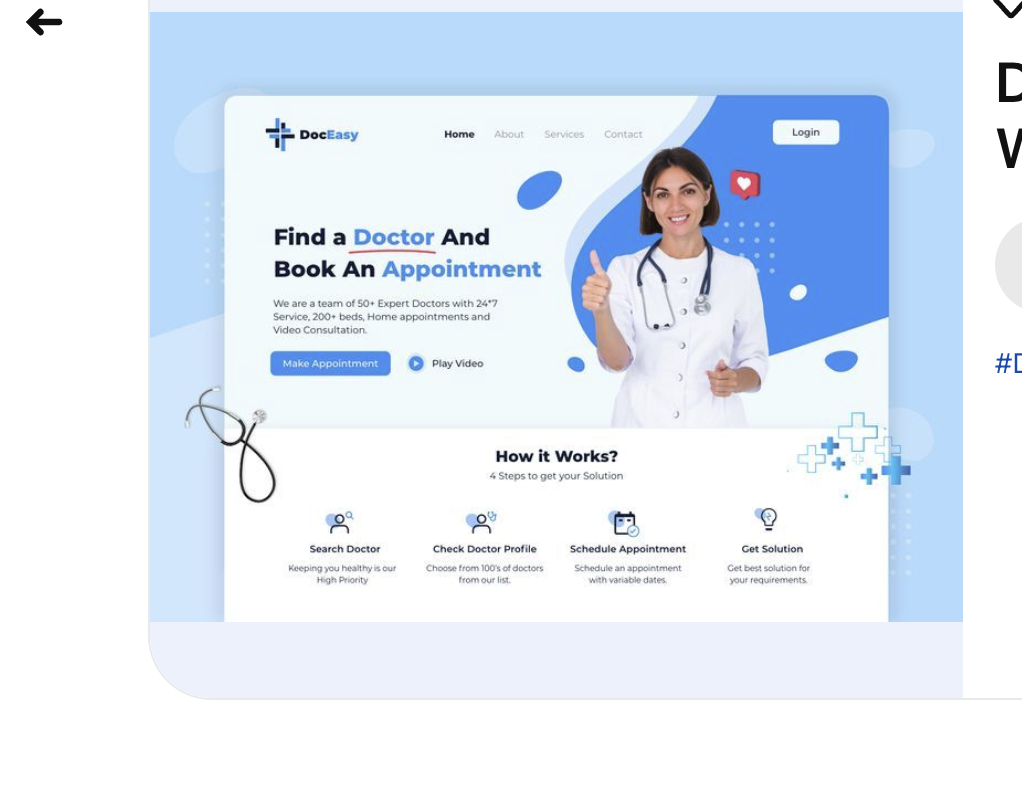 DocEasy
Home About Services Contact
Login
Find a Doctor And
Book An Appointment
We are a team of 50+ Expert Doctors with 24*7
Service, 200+ beds, Home appointments and
Video Consultation.
Make Appointment
Play Video
How it Works?
4 Steps to get your Solution
Search Doctor
Keeping you healthy is our
High Priority
Check Doctor Profile
Choose from 100's of doctors
from our list.
Schedule Appointment
Schedule an appointment
with variable dates.
Get Solution
Get best solution for
your requirements.
D
W
#D